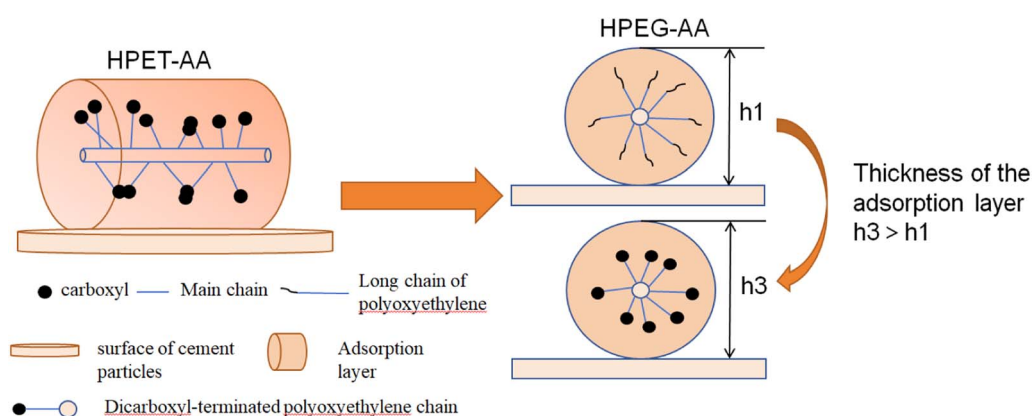 HPET-AA
HPEG-AA
h1
Thickness of the
adsorption layer
h3 > h1
h3
carboxyl
Main chain
Long chain of
polyoxyethylene
surface of cement
particles
Adsorption
layer
Dicarboxyl-terminated polyoxyethylene chain